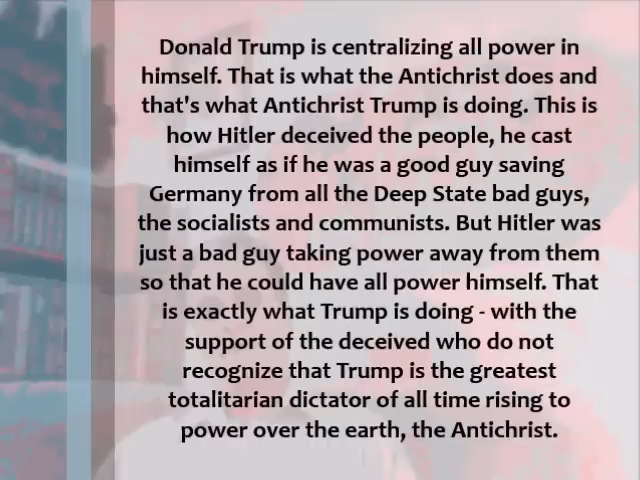 Donald Trump is centralizing all power in
himself. That is what the Antichrist does and
that's what Antichrist Trump is doing. This is
how Hitler deceived the people, he cast
himself as if he was a good guy saving
Germany from all the Deep State bad guys,
the socialists and communists. But Hitler was
just a bad guy taking power away from them
so that he could have all power himself. That
is exactly what Trump is doing - with the
support of the deceived who do not
recognize that Trump is the greatest
totalitarian dictator of all time rising to
power over the earth, the Antichrist.